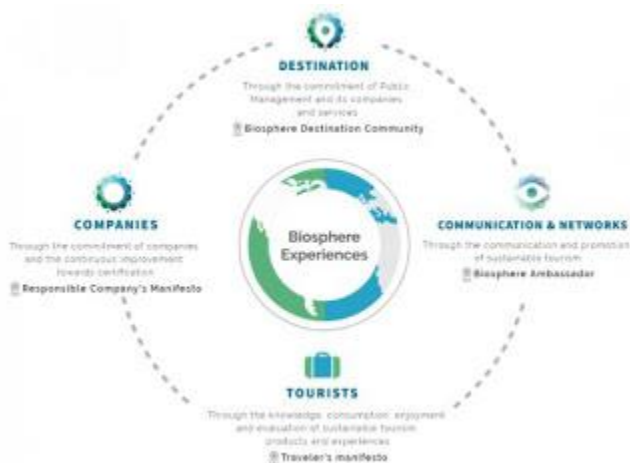 DESTINATION
Through the commitment of Public
Management and its companies
and services
Biosphere Destination Community
COMPANIES
Through the commitment of companies
and the continuous improvement
towards certification
Responsible Company's Manifesto
Biosphere
Experiences
COMMUNICATION & NETWORKS
Through the communication and promotion
of sustainable tourism
Biosphere Ambassador
TOURISTS
Through the knowledge, consumption, enjoyment
and evaluation of sustainable tourism
products and experiences
Traveler's manifesto